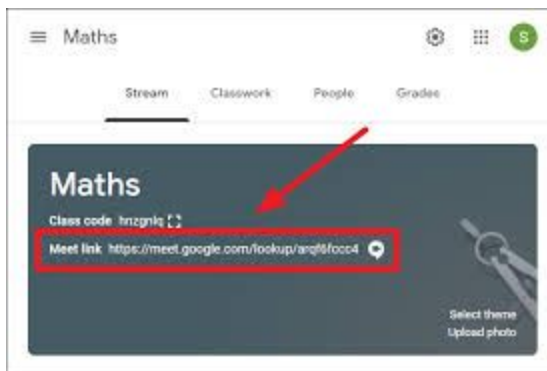 Maths
S
Stream Classwork People Grades
Maths
Class code hnzgnlq
Meet link https://meet.google.com/lookup/arqf6fccc4
Select theme
Upload photo